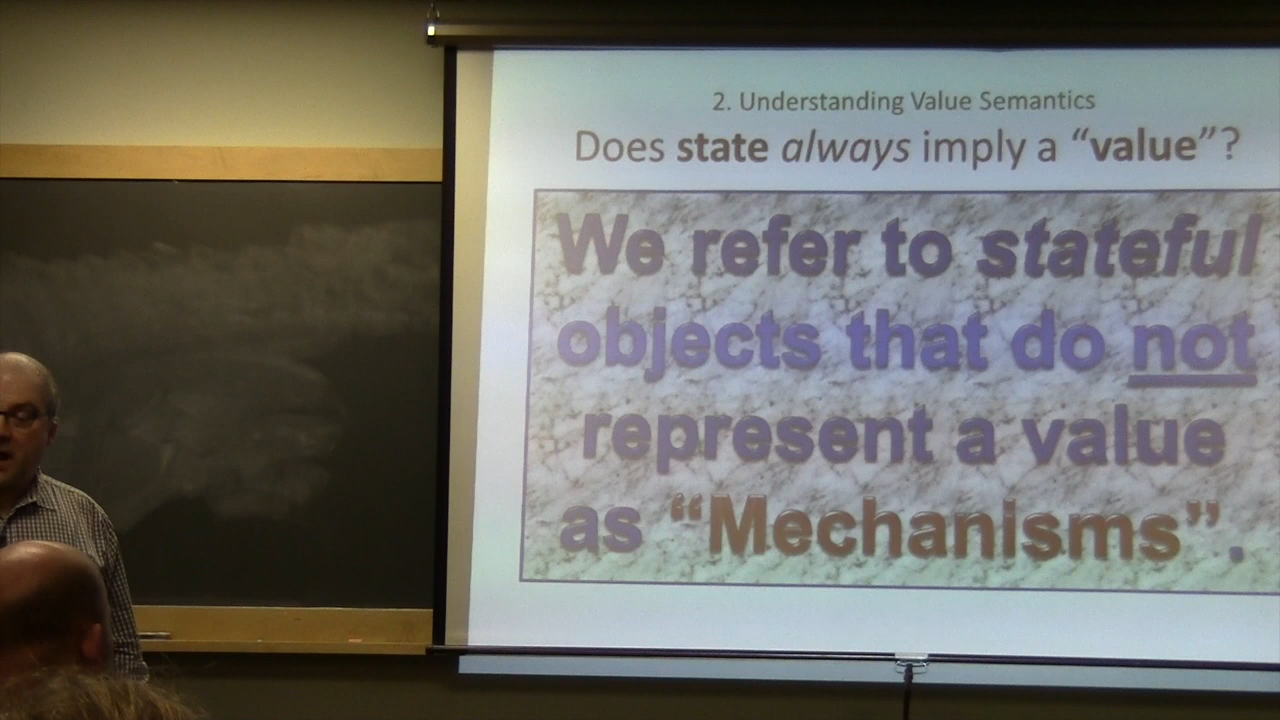 2. Understanding Value Semantics
Does state always imply a “value”?
We refer to stateful
objects that do not
represent a value
as “Mechanisms”.